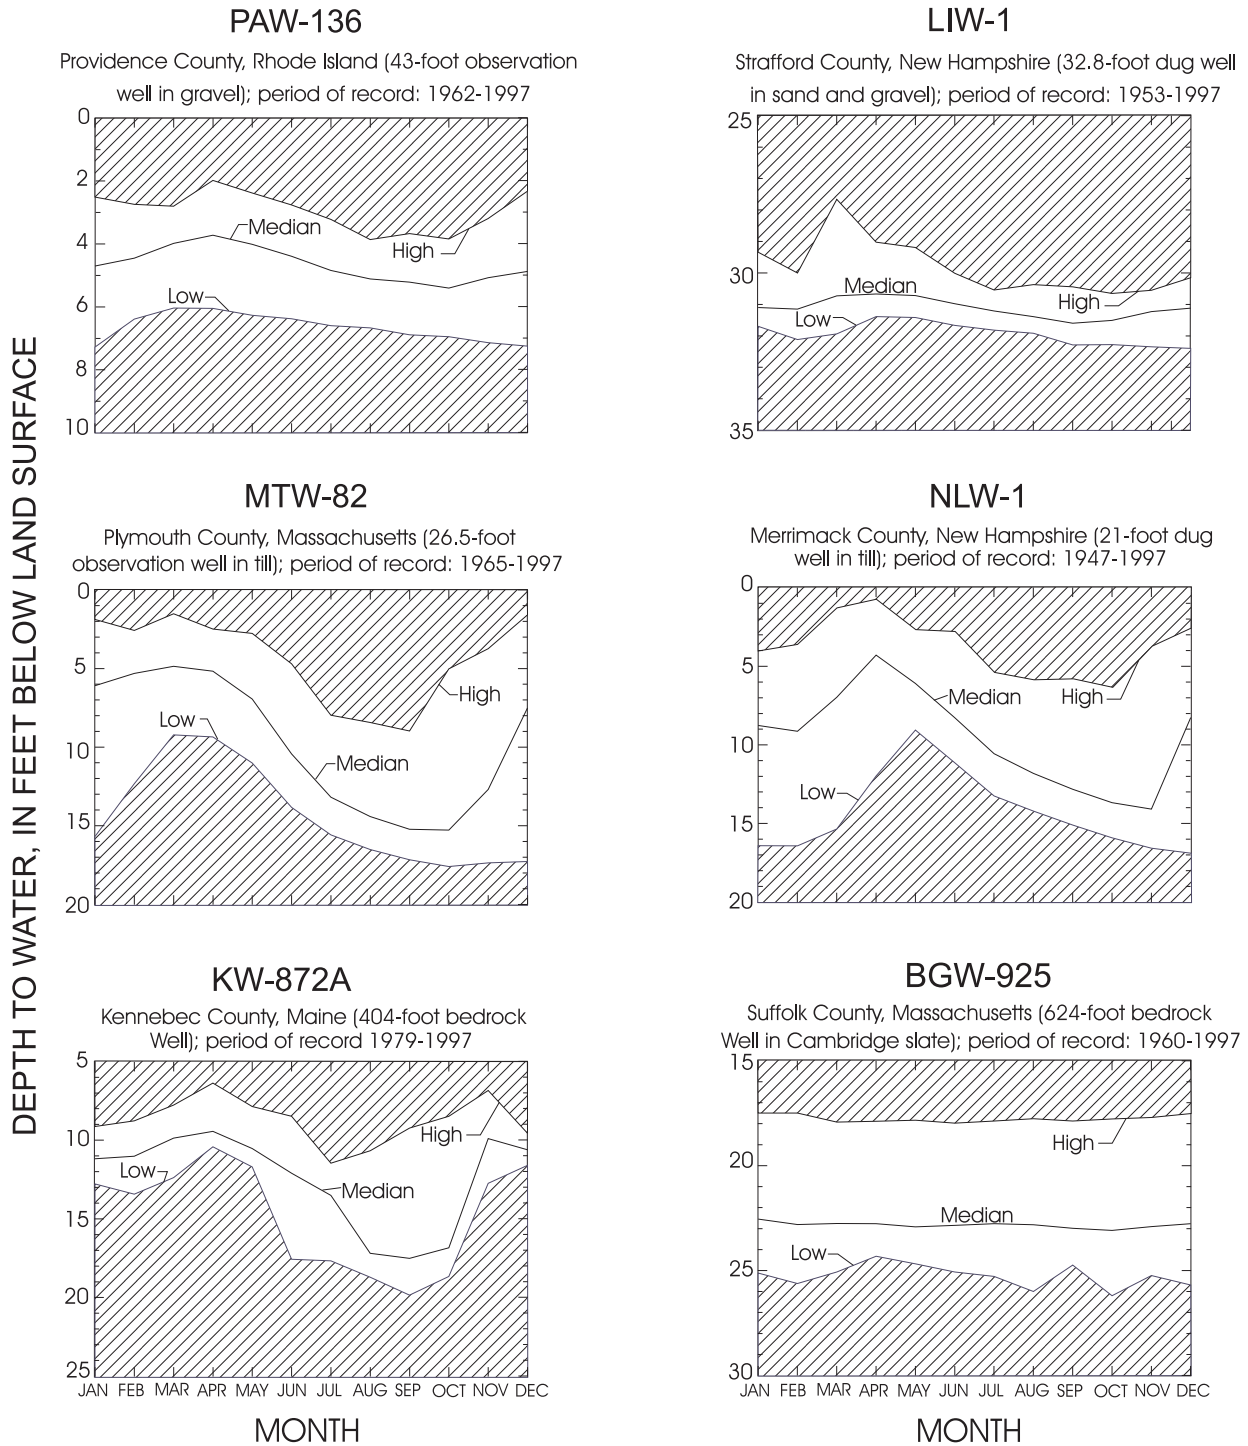 PAW-136
Providence County, Rhode Island (43-foot observation
well in gravel); period of record: 1962-1997
0
2
4
6
8
10
Median
High
Low
LIW-1
Strafford County, New Hampshire (32.8-foot dug well
in sand and gravel); period of record: 1953-1997
25
30
35
Median
High
Low
DEPTH TO WATER, IN FEET BELOW LAND SURFACE
MTW-82
Plymouth County, Massachusetts (26.5-foot
observation well in till); period of record: 1965-1997
0
5
10
15
20
High
Low
Median
NLW-1
Merrimack County, New Hampshire (21-foot dug
well in till); period of record: 1947-1997
0
5
10
15
20
Median
High
Low
KW-872A
Kennebec County, Maine (404-foot bedrock
Well); period of record 1979-1997
5
10
15
20
25
High
Low
Median
JAN FEB MAR APR MAY JUN JUL AUG SEP OCT NOV DEC
MONTH
BGW-925
Suffolk County, Massachusetts (624-foot bedrock
Well in Cambridge slate); period of record: 1960-1997
15
20
25
30
High
Median
Low
JAN FEB MAR APR MAY JUN JUL AUG SEP OCT NOV DEC
MONTH